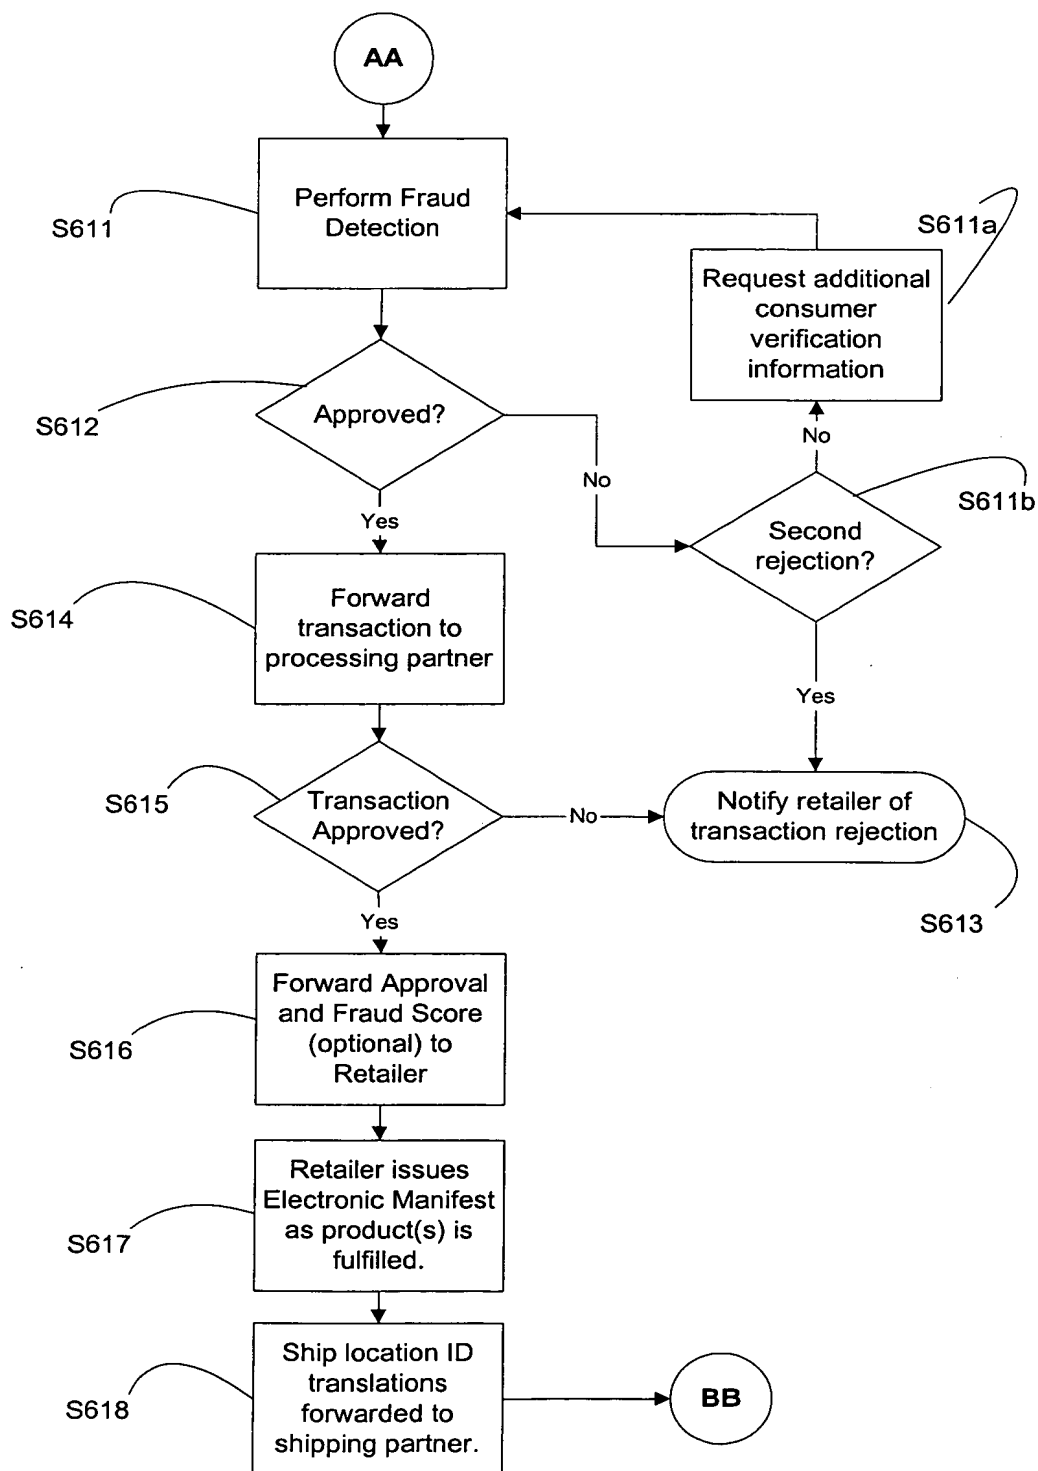 AA
Perform Fraud
Detection
S611
S611a
Request additional
consumer
verification
information
Approved?
S612
No
No
S611b
Second
rejection?
Yes
Forward
transaction to
processing partner
S614
Yes
Transaction
Approved?
S615
No
Notify retailer of
transaction rejection
S613
Yes
Forward Approval
and Fraud Score
(optional) to
Retailer
S616
Retailer issues
Electronic Manifest
as product(s) is
fulfilled.
S617
Ship location ID
translations
forwarded to
shipping partner.
S618
BB